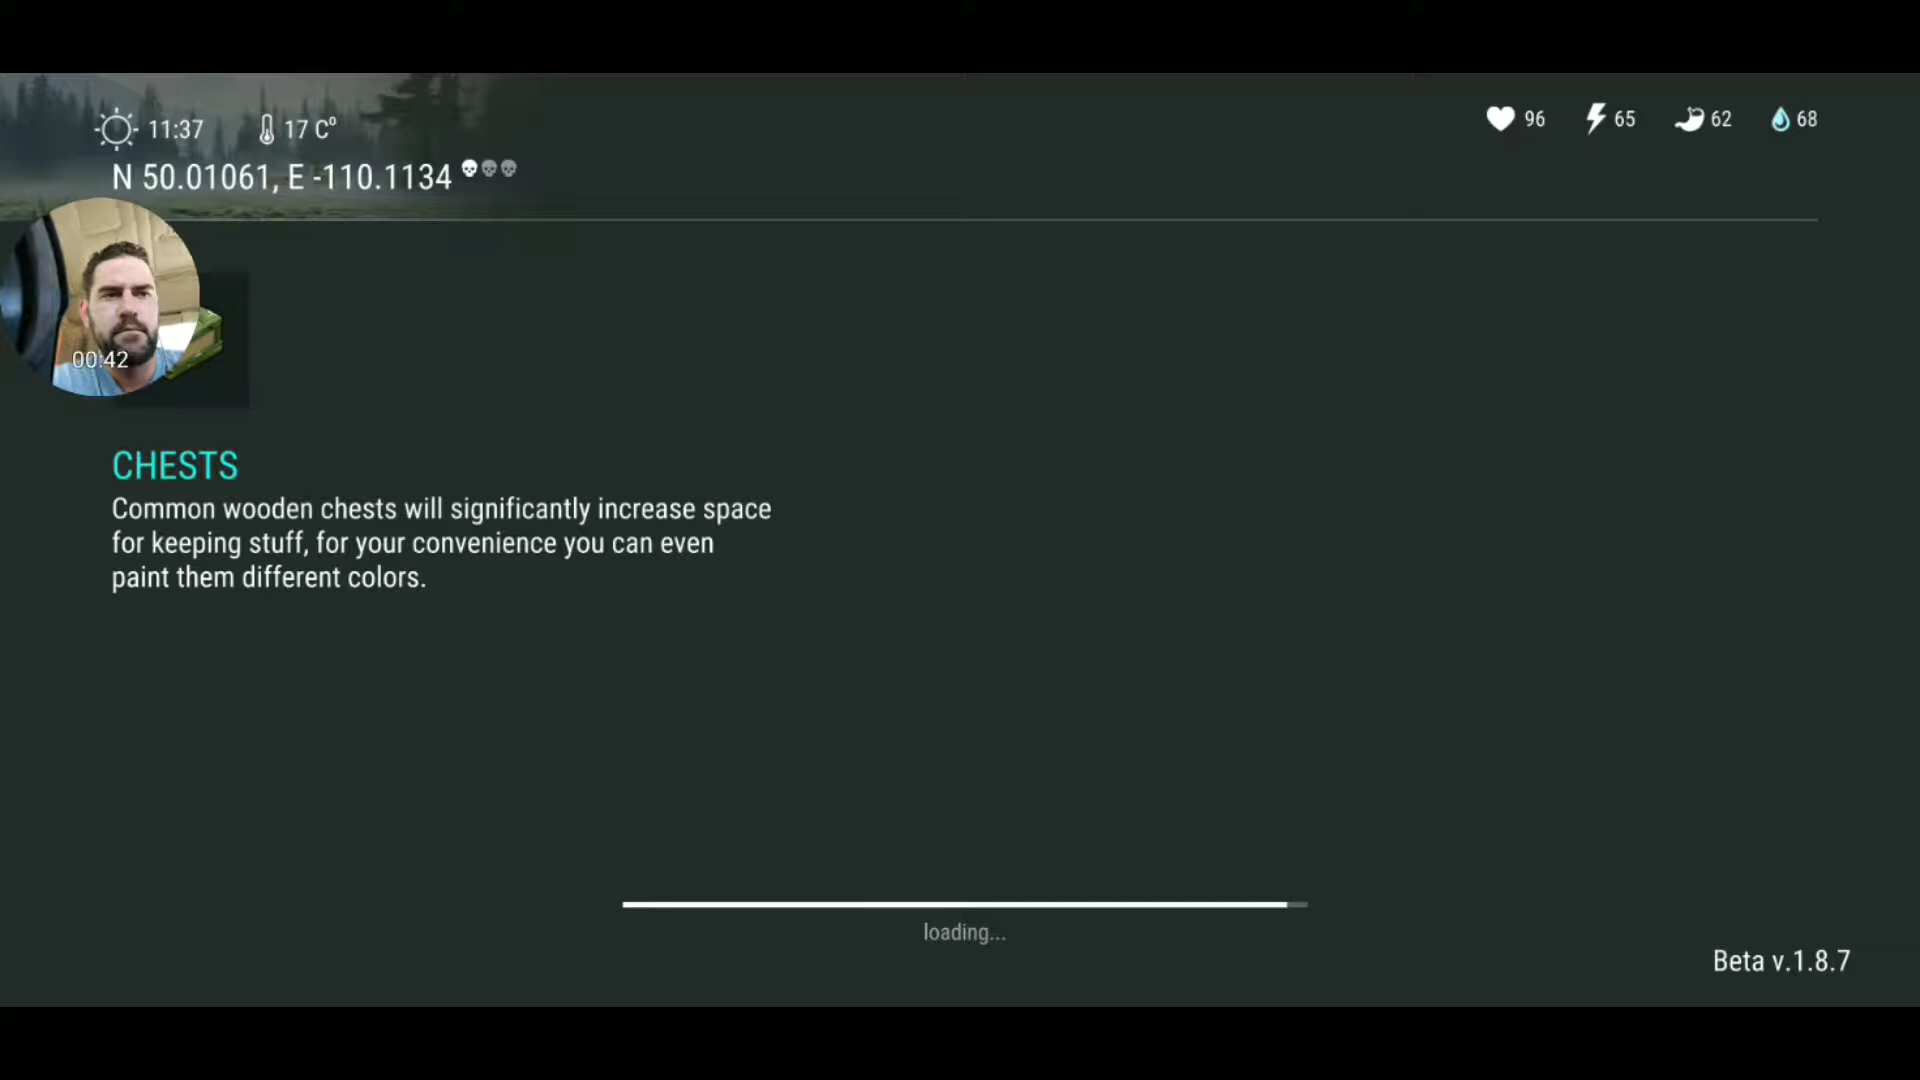 11:37 17 C⁰
96 65 62 68
N 50.01061, E -110.1134
00:42
CHESTS
Common wooden chests will significantly increase space
for keeping stuff, for your convenience you can even
paint them different colors.
loading...
Beta v.1.8.7